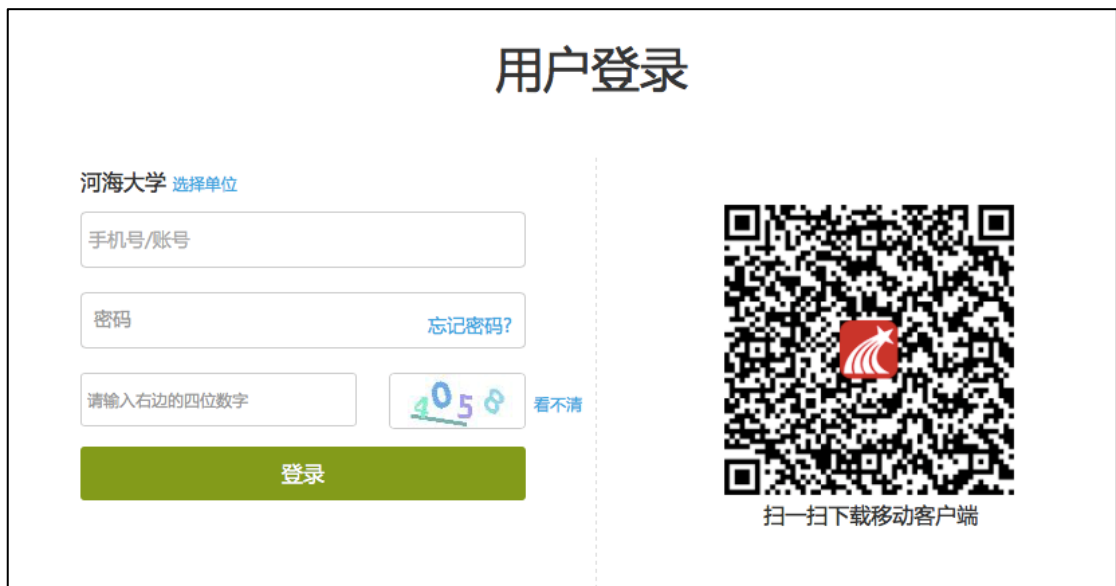 用户登录
河海大学 选择单位
手机号/账号
密码 忘记密码?
请输入右边的四位数字 4058 看不清
登录
扫一扫下载移动客户端